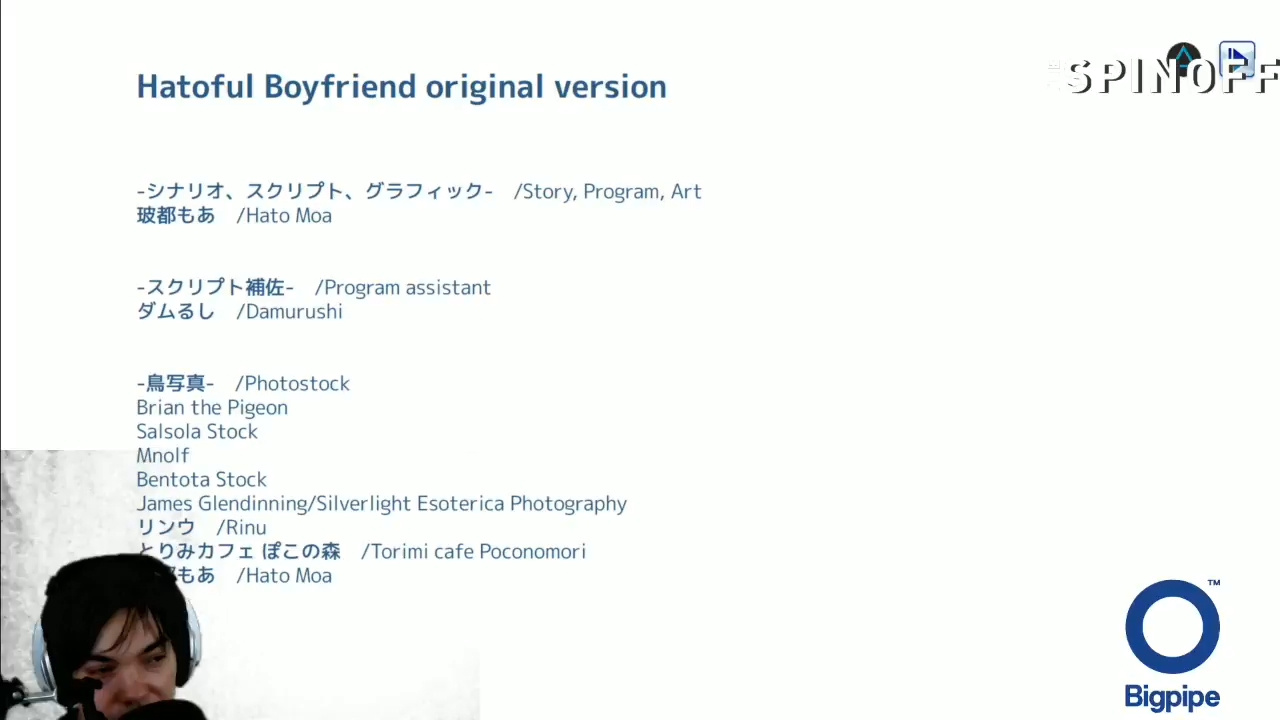 Hatoful Boyfriend original version
SPINOFF
-シナリオ、スクリプト、グラフィック- /Story, Program, Art
玻都もあ /Hato Moa
-スクリプト補佐- /Program assistant
ダムるし /Damurushi
-鳥写真- /Photostock
Brian the Pigeon
Salsola Stock
Mnolf
Bentota Stock
James Glendinning/Silverlight Esoterica Photography
リンウ /Rinu
とりみカフェ ぽこの森 /Torimi cafe Poconomori
都もあ /Hato Moa
TM
Bigpipe